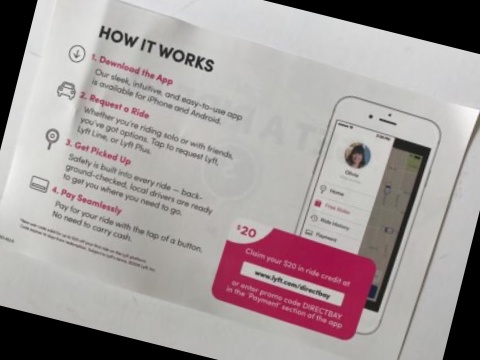 HOW IT WORKS
1. Download the App
Our sleek, intuitive, and easy-to-use app
is available for iPhone and Android.
2. Request a Ride
Whether you're riding solo or with friends,
you've got options. Tap to request Lyft,
Lyft Line, or Lyft Plus.
3. Get Picked Up
Safety is built into every ride — back-
ground-checked, local drivers are ready
to get you where you need to go.
4. Pay Seamlessly
Pay for your ride with the tap of a button.
No need to carry cash.
Olivia
Home
Free Rides
Ride History
Payment
$20
Claim your $20 in ride credit at
www.lyft.com/directbay
or enter promo code DIRECTBAY
in the 'Payment' section of the app